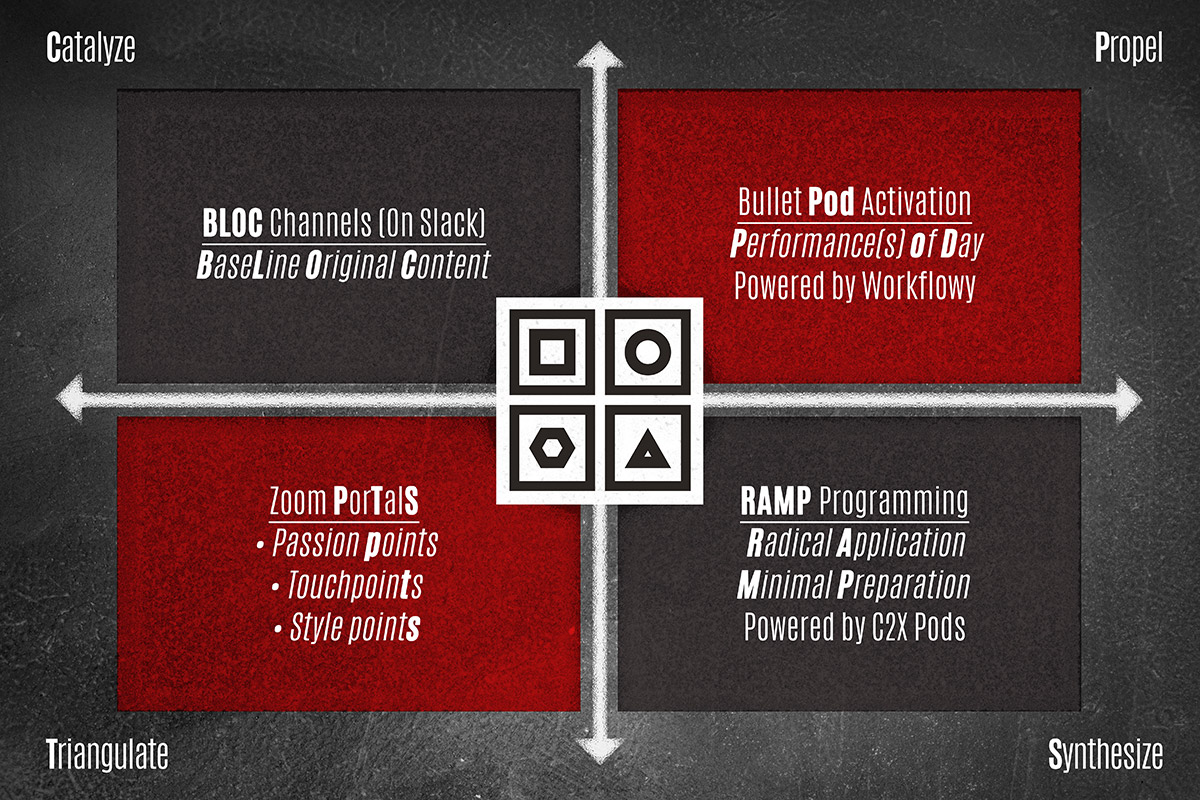 Catalyze
Propel
BLOC Channels (On Slack)
BaseLine Original Content
Bullet Pod Activation
Performance(s) of Day
Powered by Workflowy
Zoom PorTalS
• Passion points
• Touchpoints
• Style points
RAMP Programming
Radical Application
Minimal Preparation
Powered by C2X Pods
Triangulate
Synthesize